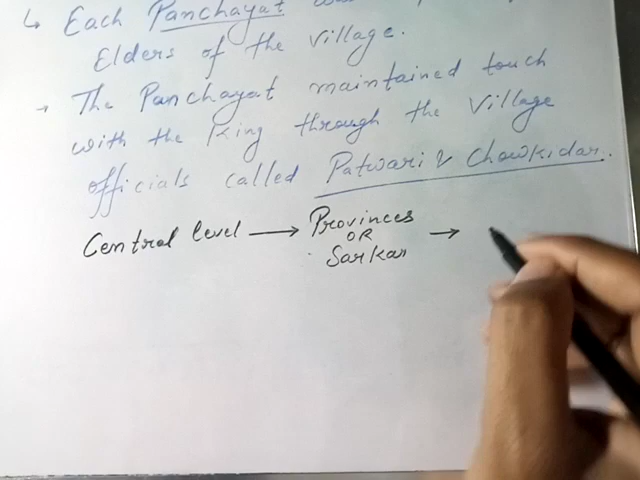 ↳ Each Panchayat
Elders of the Village.
→ The Panchayat maintained touch
with the King through the Village
officials called Patwari & Chowkidar.
Central level → Provinces →
OR
Sarkar